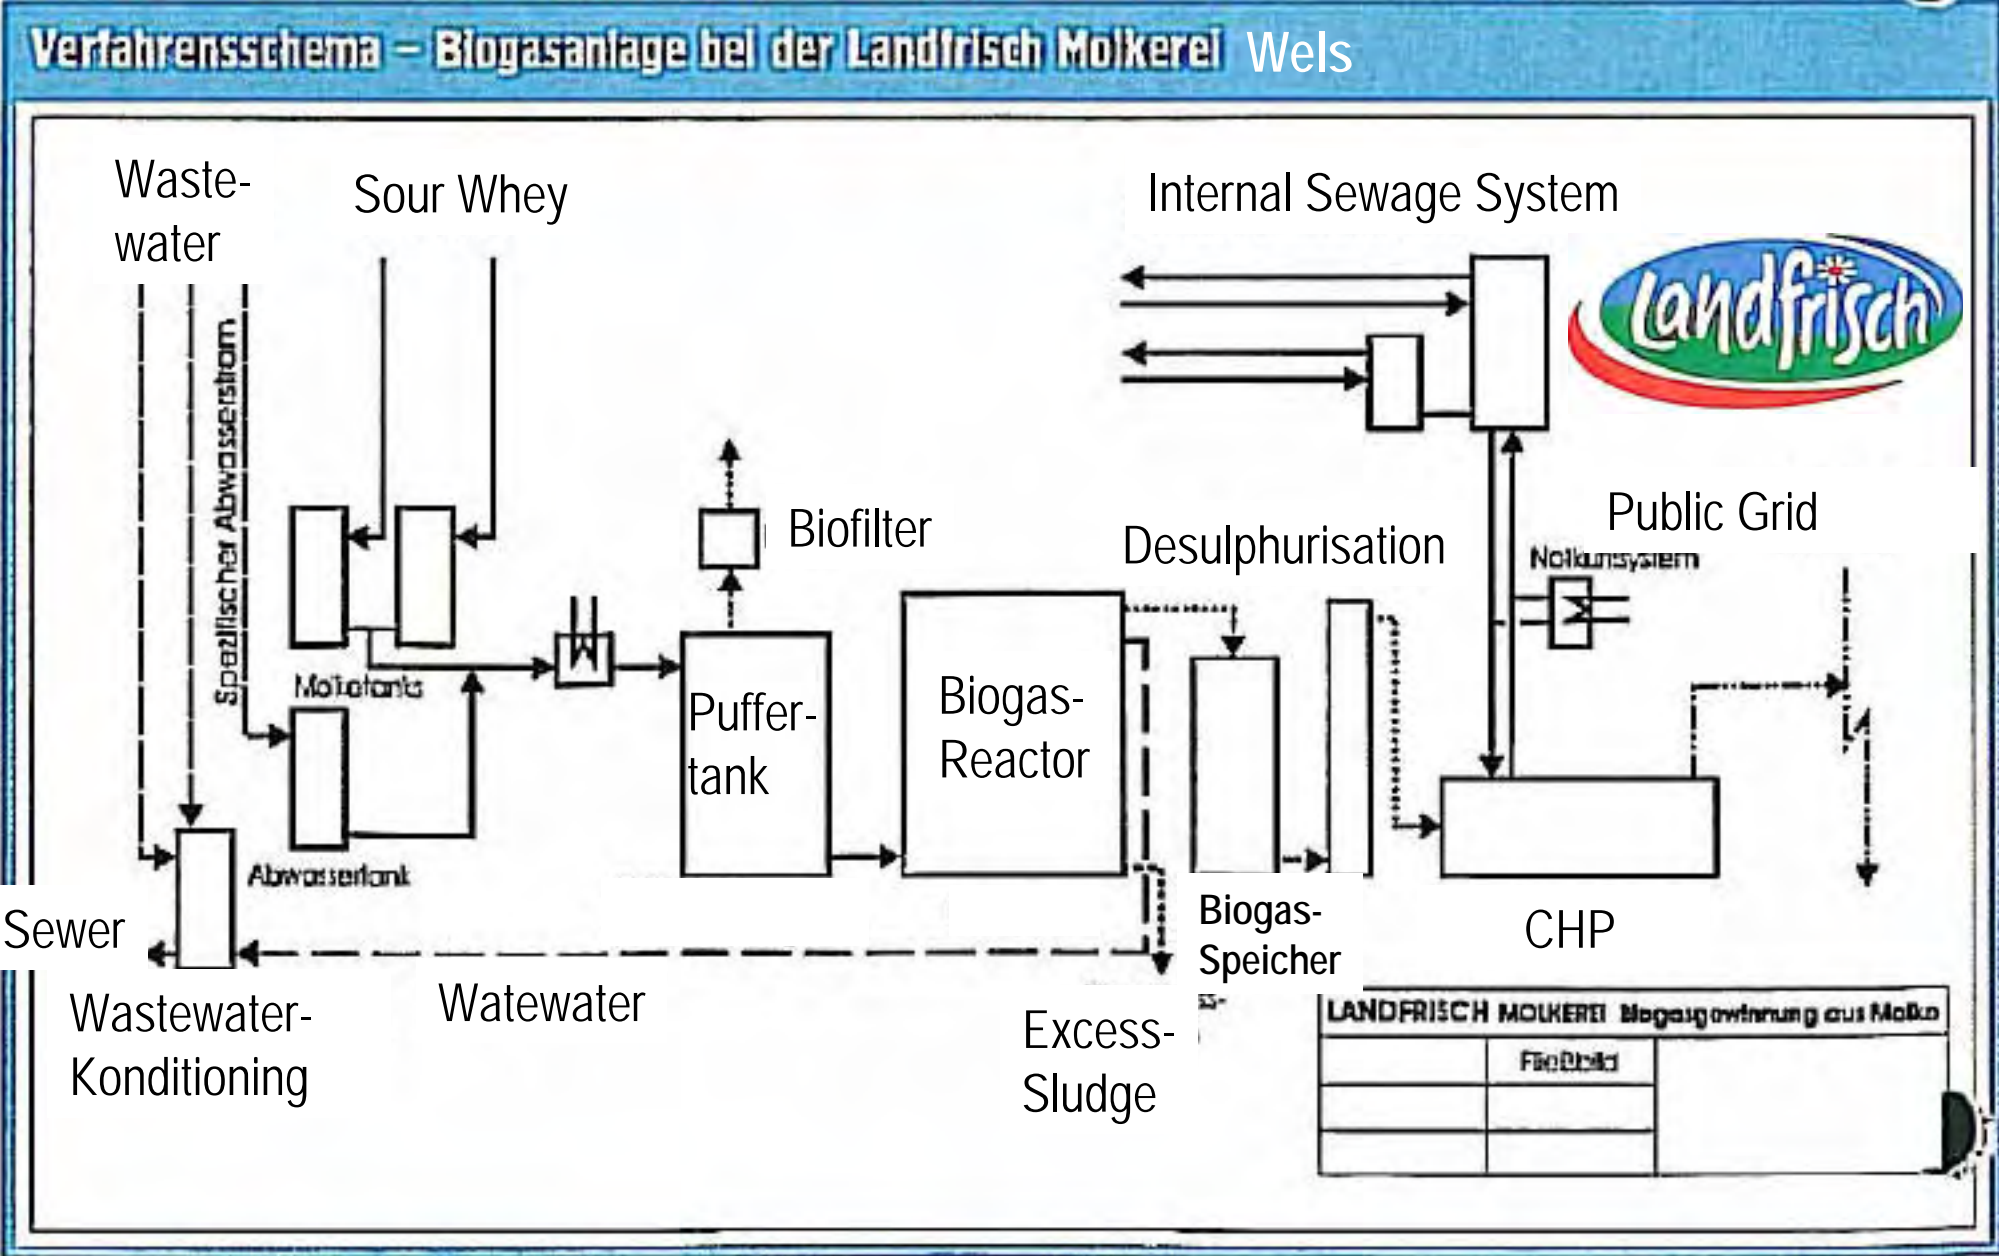 Verfahrensschema – Biogasanlage bei der Landfrisch Molkerei Wels
Waste-
water
Sour Whey
Internal Sewage System
Landfrisch
Spezifischer Abwasserstrom
Biofilter
Desulphurisation
Public Grid
Notkühlsystem
Molketanks
Puffer-
tank
Biogas-
Reactor
Abwassertank
Sewer
Biogas-
Speicher
CHP
Wastewater-
Konditioning
Watewater
Excess-
Sludge
LANDFRISCH MOLKEREI Biogasgewinnung aus Molke
Fließbild